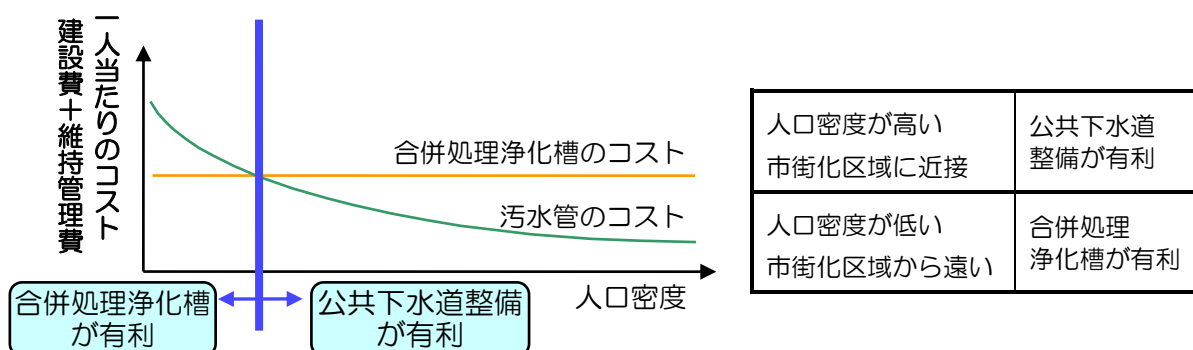 一人当たりのコスト
建設費＋維持管理費
合併処理浄化槽のコスト
汚水管のコスト
人口密度
合併処理浄化槽
が有利
公共下水道整備
が有利
人口密度が高い
市街化区域に近接
公共下水道
整備が有利
人口密度が低い
市街化区域から遠い
合併処理
浄化槽が有利